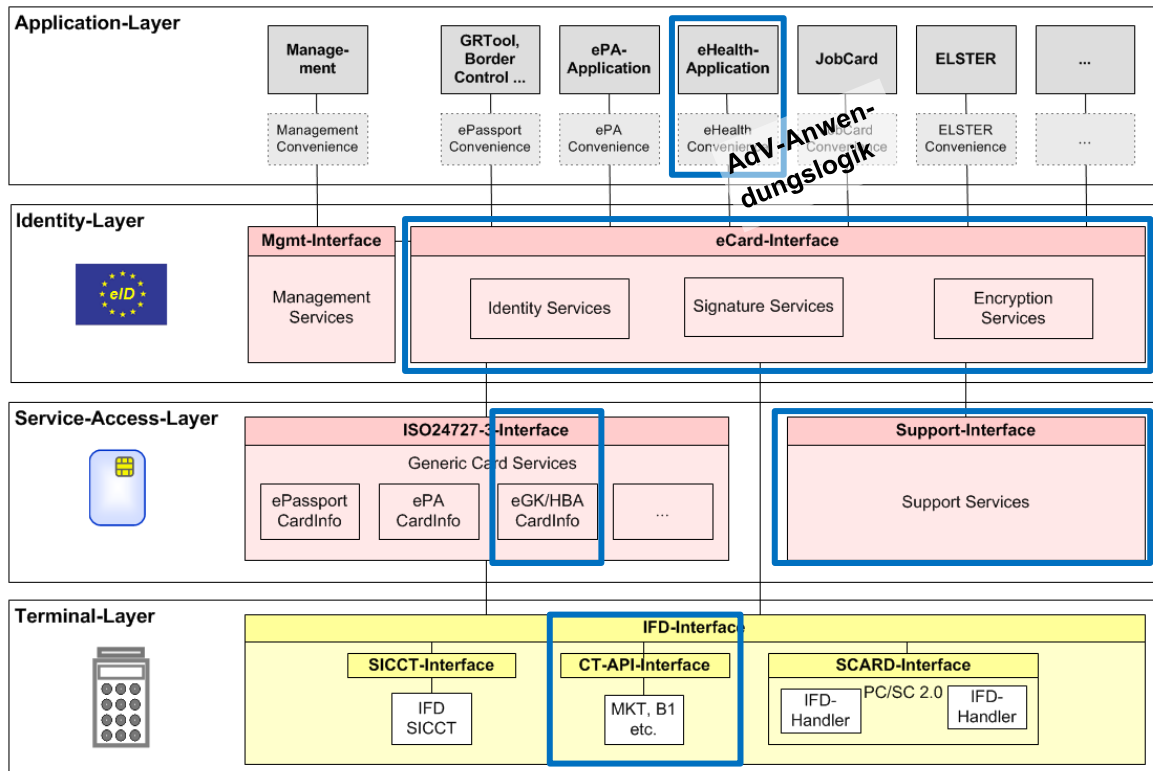 Application-Layer
Manage-
ment
GRTool,
Border
Control ...
ePA-
Application
eHealth-
Application
JobCard
ELSTER
...
Management
Convenience
ePassport
Convenience
ePA
Convenience
eHealth
Convenience
JobCard
Convenience
ELSTER
Convenience
...
AdV-Anwen-
dungslogik
Identity-Layer
eID
Mgmt-Interface
Management
Services
eCard-Interface
Identity Services
Signature Services
Encryption
Services
Service-Access-Layer
ISO24727-3-Interface
Generic Card Services
ePassport
CardInfo
ePA
CardInfo
eGK/HBA
CardInfo
...
Support-Interface
Support Services
Terminal-Layer
IFD-Interface
SICCT-Interface
IFD
SICCT
CT-API-Interface
MKT, B1
etc.
SCARD-Interface
PC/SC 2.0
IFD-
Handler
IFD-
Handler